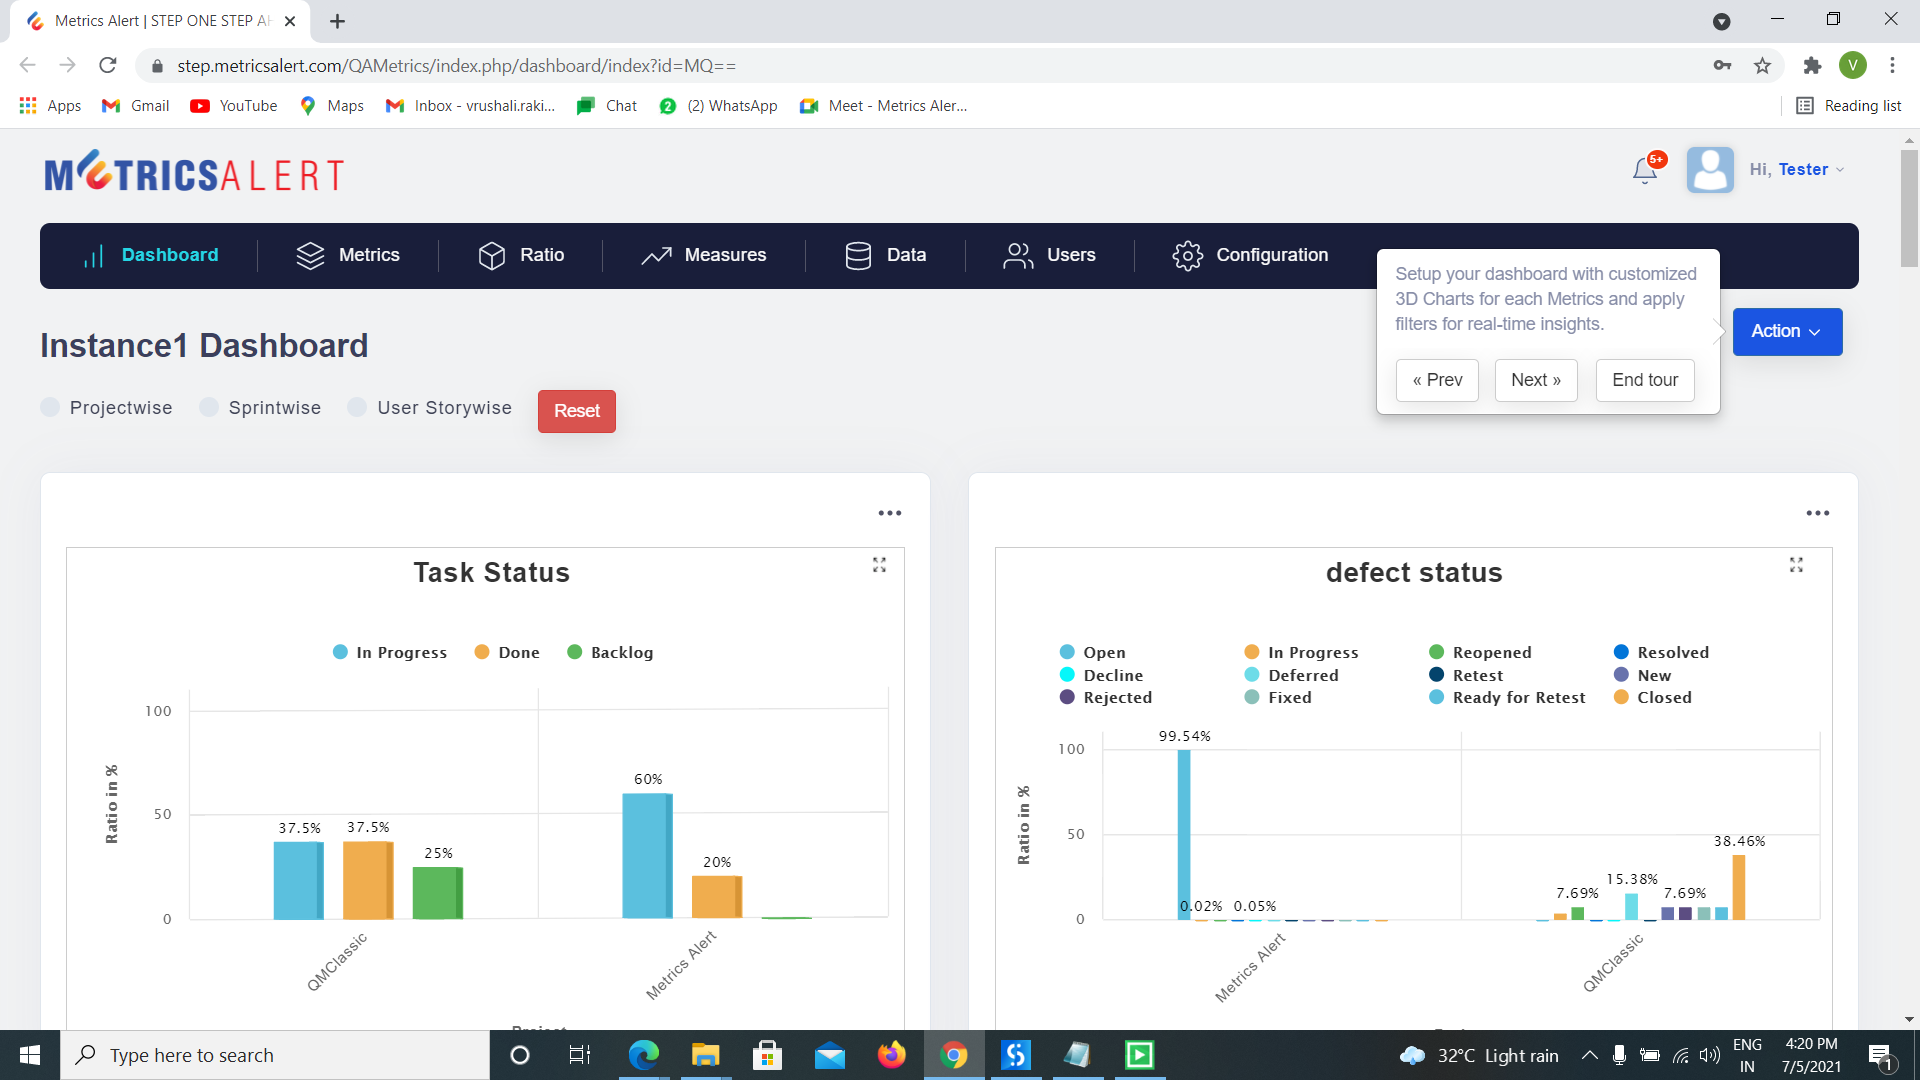 Metrics Alert | STEP ONE STEP AH
step.metricsalert.com/QAMetrics/index.php/dashboard/index?id=MQ==
V
Apps
Gmail
YouTube
Maps
Inbox - vrushali.raki...
Chat
2
(2) WhatsApp
Meet - Metrics Aler...
Reading list
METRICSALERT
5+
Hi, Tester
Dashboard
Metrics
Ratio
Measures
Data
Users
Configuration
Setup your dashboard with customized
3D Charts for each Metrics and apply
filters for real-time insights.
« Prev
Next »
End tour
Action
Instance1 Dashboard
Projectwise
Sprintwise
User Storywise
Reset
Task Status
In Progress
Done
Backlog
100
50
0
Ratio in %
37.5%
37.5%
25%
60%
20%
QMClassic
Metrics Alert
Project
defect status
Open
In Progress
Reopened
Resolved
Decline
Deferred
Retest
New
Rejected
Fixed
Ready for Retest
Closed
100
50
0
Ratio in %
99.54%
0.02%
0.05%
7.69%
15.38%
7.69%
38.46%
Metrics Alert
QMClassic
Type here to search
32°C Light rain
ENG
IN
4:20 PM
7/5/2021
1